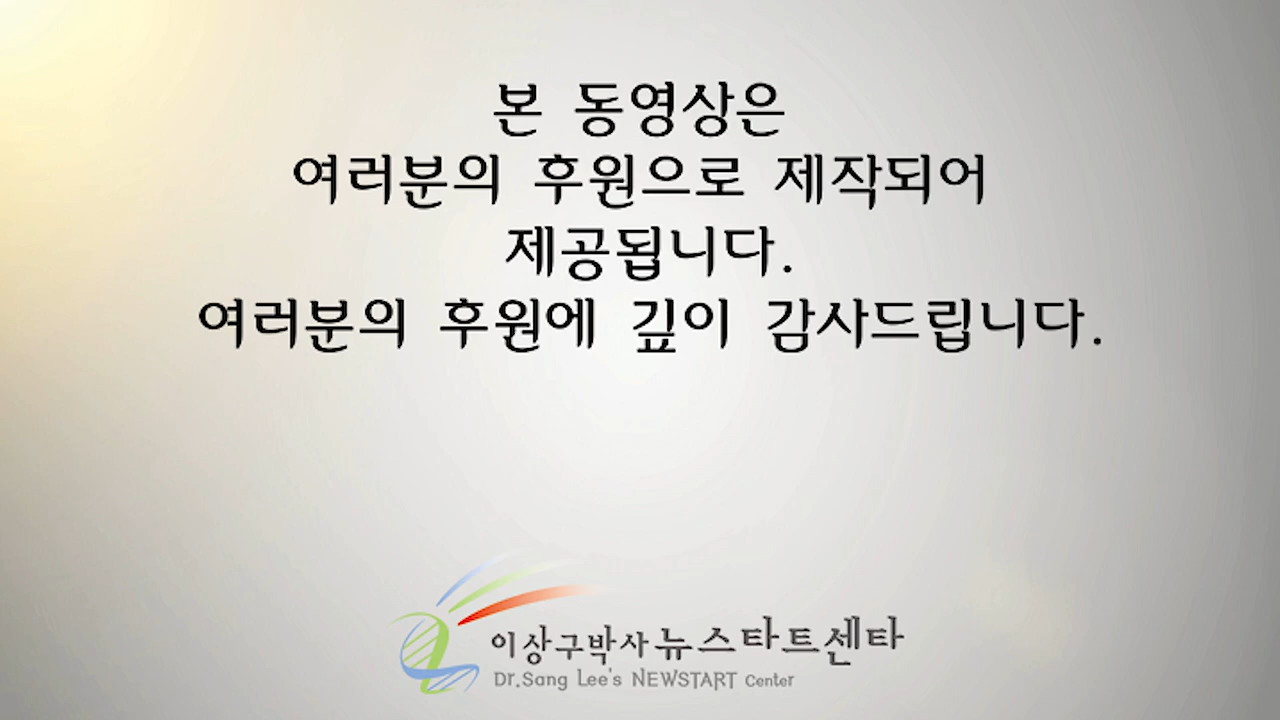 본 동영상은
여러분의 후원으로 제작되어
제공됩니다.
여러분의 후원에 깊이 감사드립니다.
이상구박사 뉴스타트센타
Dr.Sang Lee's NEWSTART Center